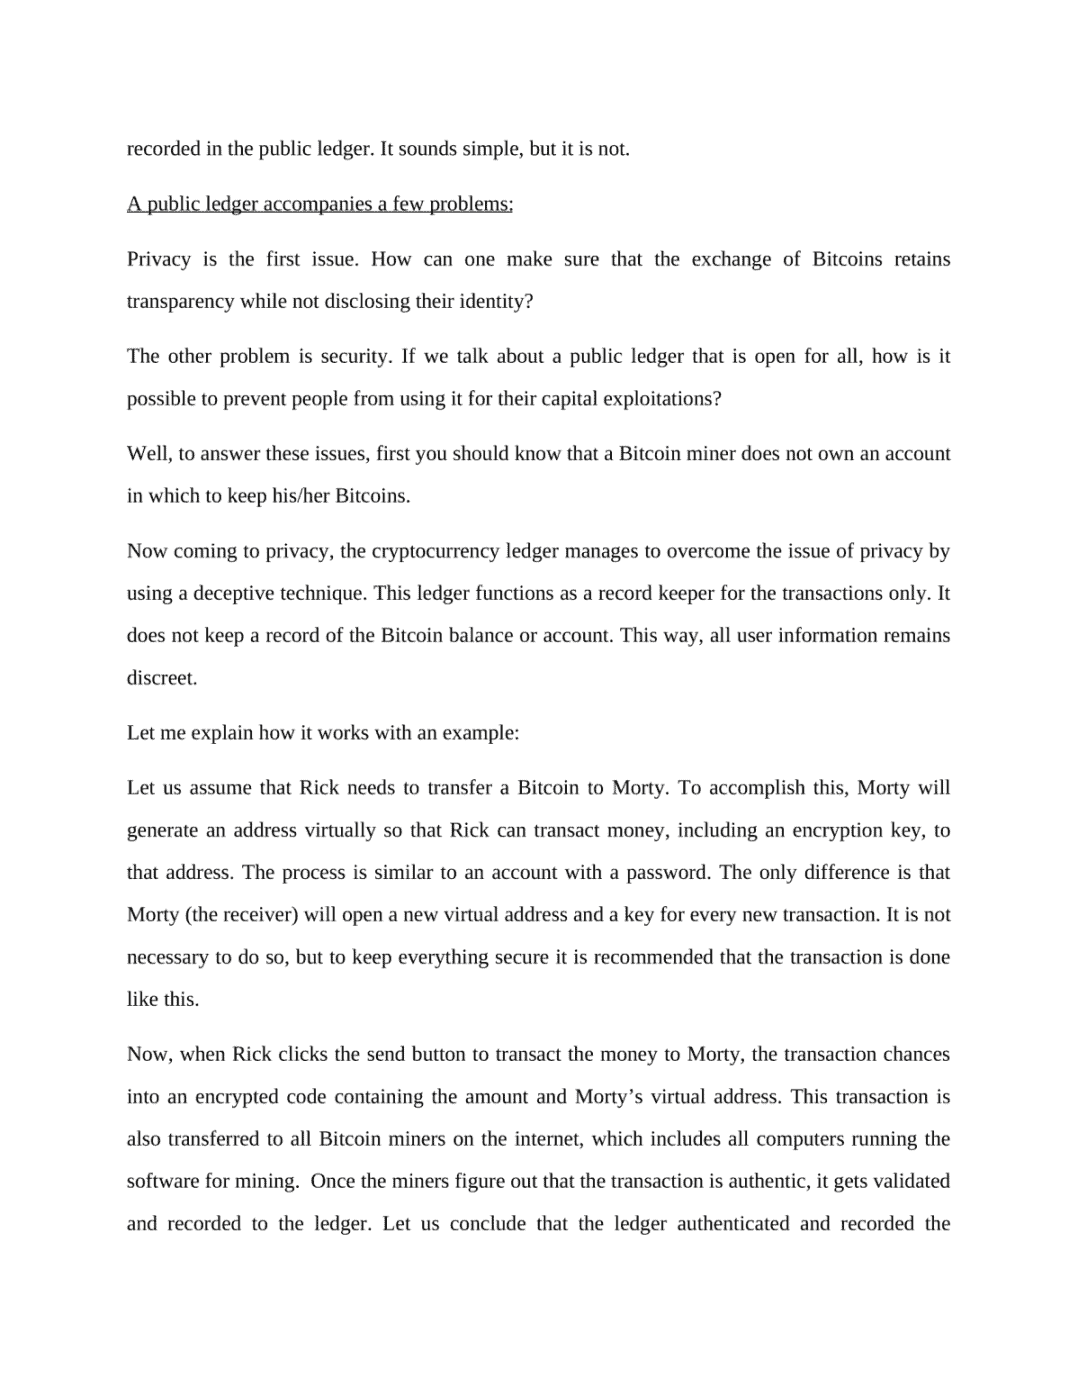 recorded in the public ledger. It sounds simple, but it is not.
A public ledger accompanies a few problems:
Privacy is the first issue. How can one make sure that the exchange of Bitcoins retains
transparency while not disclosing their identity?
The other problem is security. If we talk about a public ledger that is open for all, how is it
possible to prevent people from using it for their capital exploitations?
Well, to answer these issues, first you should know that a Bitcoin miner does not own an account
in which to keep his/her Bitcoins.
Now coming to privacy, the cryptocurrency ledger manages to overcome the issue of privacy by
using a deceptive technique. This ledger functions as a record keeper for the transactions only. It
does not keep a record of the Bitcoin balance or account. This way, all user information remains
discreet.
Let me explain how it works with an example:
Let us assume that Rick needs to transfer a Bitcoin to Morty. To accomplish this, Morty will
generate an address virtually so that Rick can transact money, including an encryption key, to
that address. The process is similar to an account with a password. The only difference is that
Morty (the receiver) will open a new virtual address and a key for every new transaction. It is not
necessary to do so, but to keep everything secure it is recommended that the transaction is done
like this.
Now, when Rick clicks the send button to transact the money to Morty, the transaction chances
into an encrypted code containing the amount and Morty’s virtual address. This transaction is
also transferred to all Bitcoin miners on the internet, which includes all computers running the
software for mining.  Once the miners figure out that the transaction is authentic, it gets validated
and recorded to the ledger. Let us conclude that the ledger authenticated and recorded the